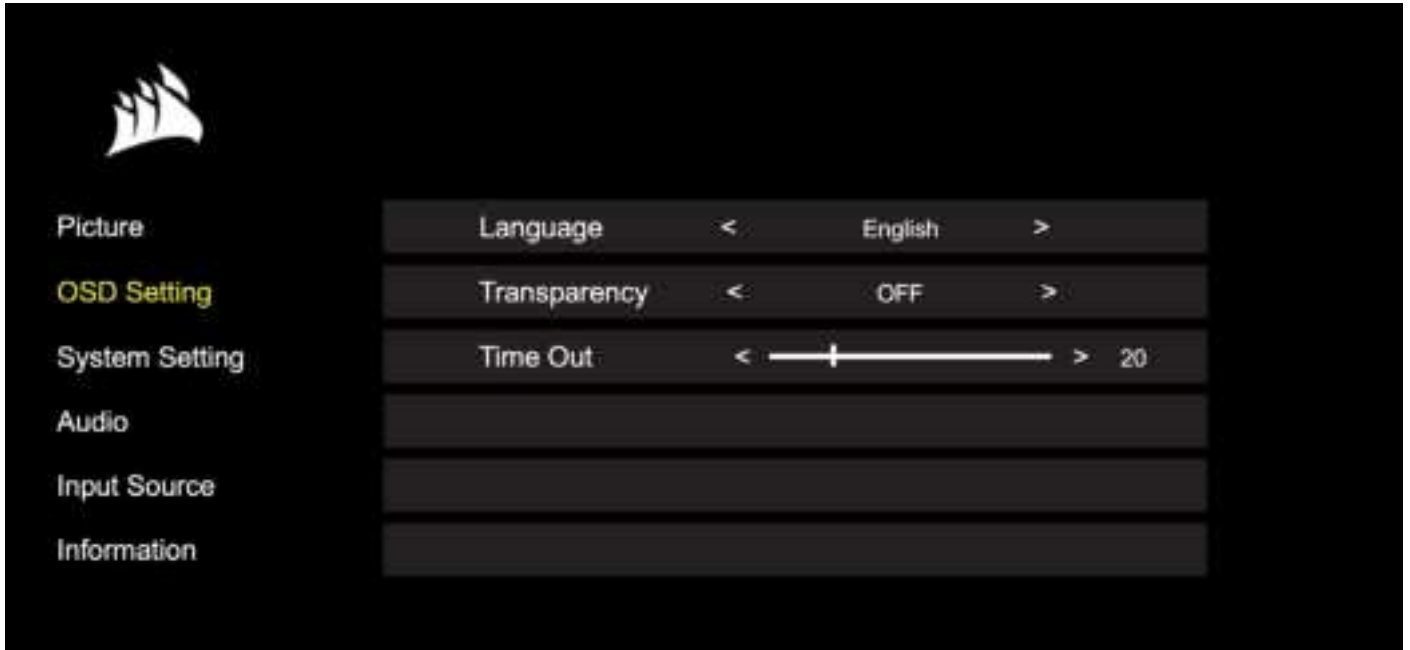 Picture Language < English >
OSD Setting Transparency < OFF >
System Setting Time Out < > 20
Audio
Input Source
Information